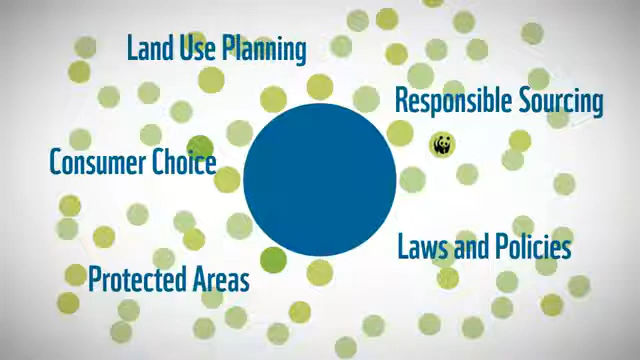 Land Use Planning
Responsible Sourcing
Consumer Choice
Laws and Policies
Protected Areas